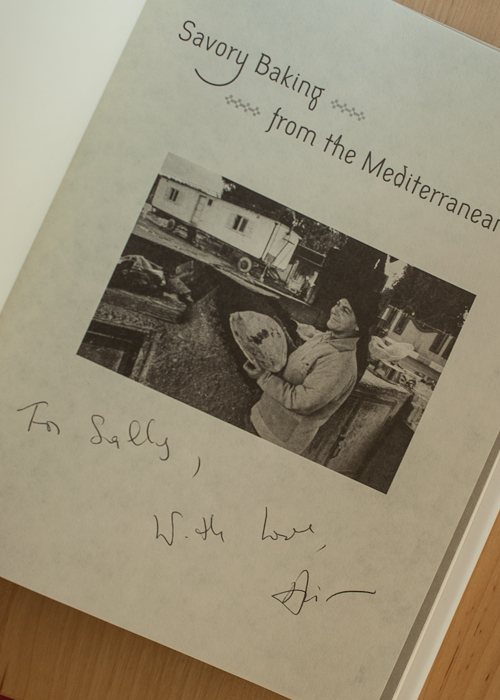 Savory Baking
from the Mediterranean
For Sally,
With Love,